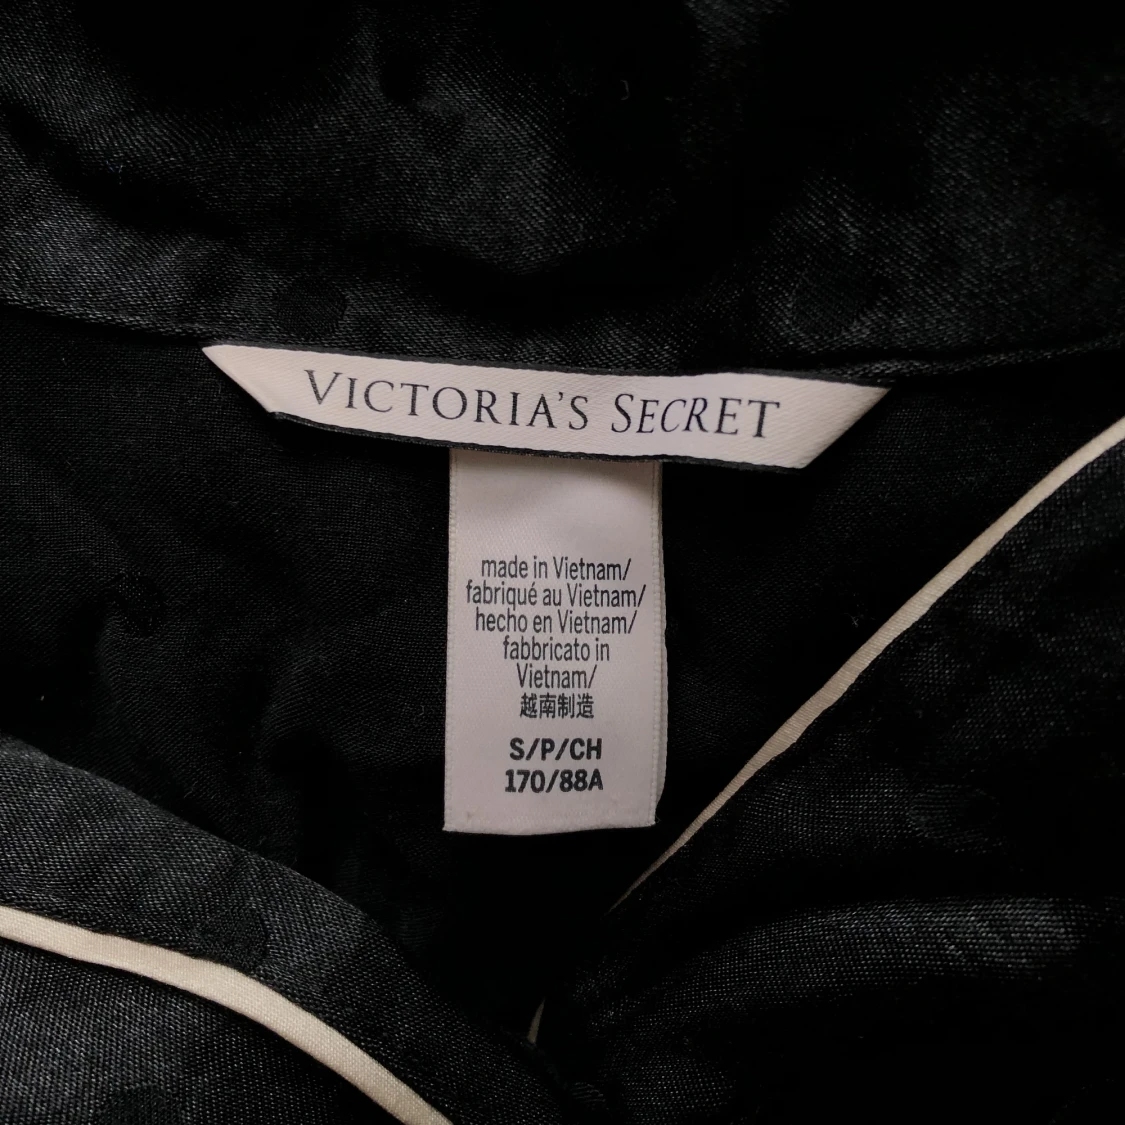 VICTORIA'S SECRET
made in Vietnam/
fabriqué au Vietnam/
hecho en Vietnam/
fabbricato in
Vietnam/
越南制造
S/P/CH
170/88A